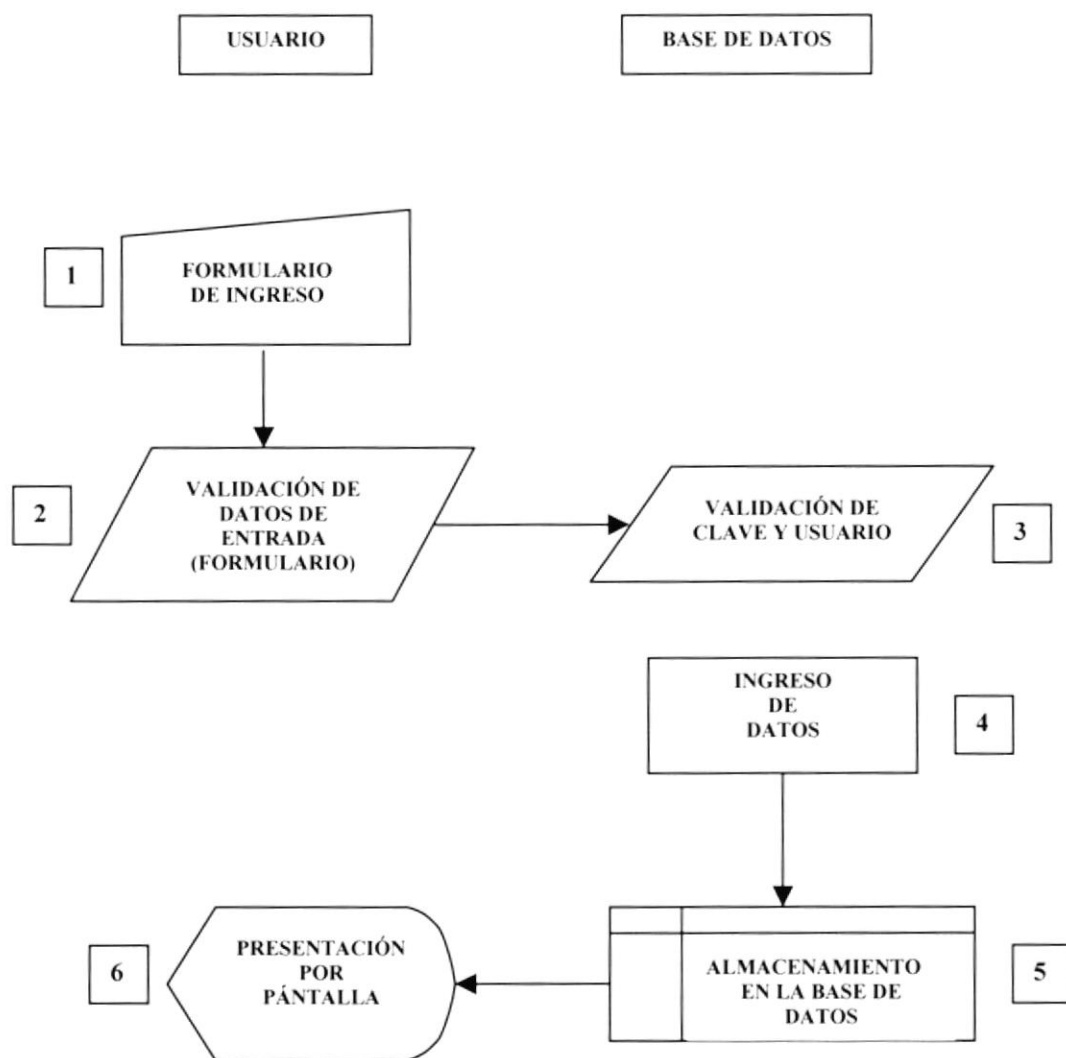 USUARIO
BASE DE DATOS
1
FORMULARIO
DE INGRESO
2
VALIDACIÓN DE
DATOS DE
ENTRADA
(FORMULARIO)
VALIDACIÓN DE
CLAVE Y USUARIO
3
INGRESO
DE
DATOS
4
6
PRESENTACIÓN
POR
PÁNTALLA
ALMACENAMIENTO
EN LA BASE DE
DATOS
5